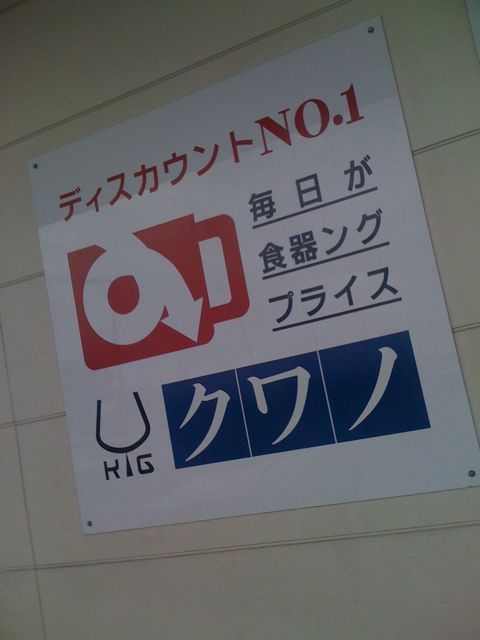 ディスカウントNO.1
毎日が
食器ング
プライス
クワノ
KIG